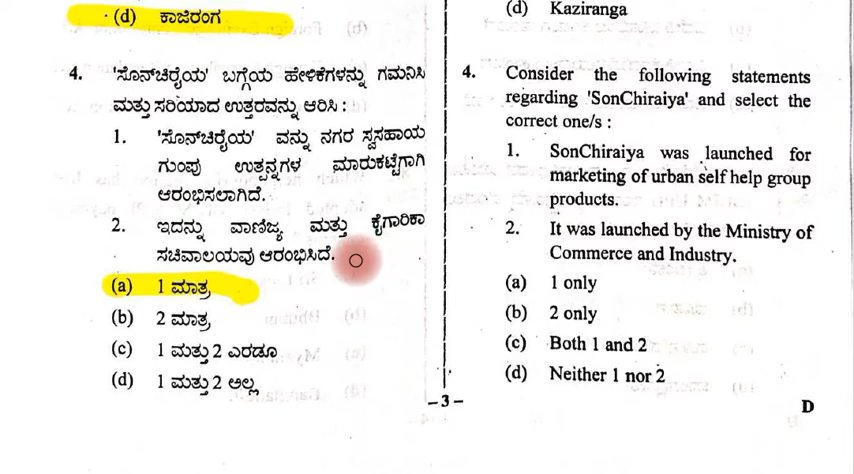 (d) ಕಾಜಿರಂಗ
4. 'ಸೊನ್‌ಚಿರೈಯ' ಬಗ್ಗೆಯ ಹೇಳಿಕೆಗಳನ್ನು ಗಮನಿಸಿ
ಮತ್ತು ಸರಿಯಾದ ಉತ್ತರವನ್ನು ಆರಿಸಿ :
1. 'ಸೊನ್‌ಚಿರೈಯ' ವನ್ನು ನಗರ ಸ್ವಸಹಾಯ
ಗುಂಪು ಉತ್ಪನ್ನಗಳ ಮಾರುಕಟ್ಟೆಗಾಗಿ
ಆರಂಭಿಸಲಾಗಿದೆ.
2. ಇದನ್ನು ವಾಣಿಜ್ಯ ಮತ್ತು ಕೈಗಾರಿಕಾ
ಸಚಿವಾಲಯವು ಆರಂಭಿಸಿದೆ.
(a) 1 ಮಾತ್ರ
(b) 2 ಮಾತ್ರ
(c) 1 ಮತ್ತು 2 ಎರಡೂ
(d) 1 ಮತ್ತು 2 ಅಲ್ಲ
(d) Kaziranga
4. Consider the following statements
regarding 'SonChiraiya' and select the
correct one/s :
1. SonChiraiya was launched for
marketing of urban self help group
products.
2. It was launched by the Ministry of
Commerce and Industry.
(a) 1 only
(b) 2 only
(c) Both 1 and 2
(d) Neither 1 nor 2
– 3 –
D